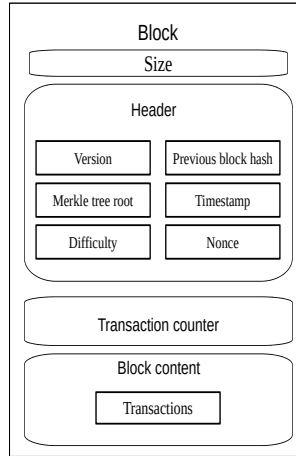 Block
Size
Header
Version
Previous block hash
Merkle tree root
Timestamp
Difficulty
Nonce
Transaction counter
Block content
Transactions